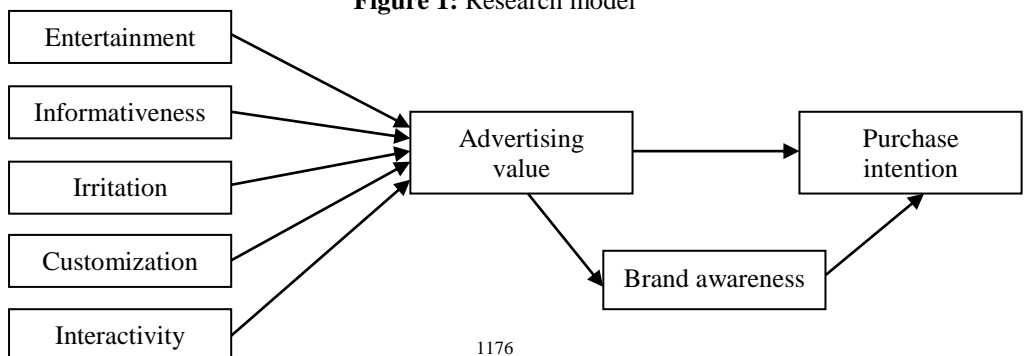 Figure 1: Research model
Entertainment
Informativeness
Irritation
Customization
Interactivity
Advertising
value
Purchase
intention
Brand awareness
1176